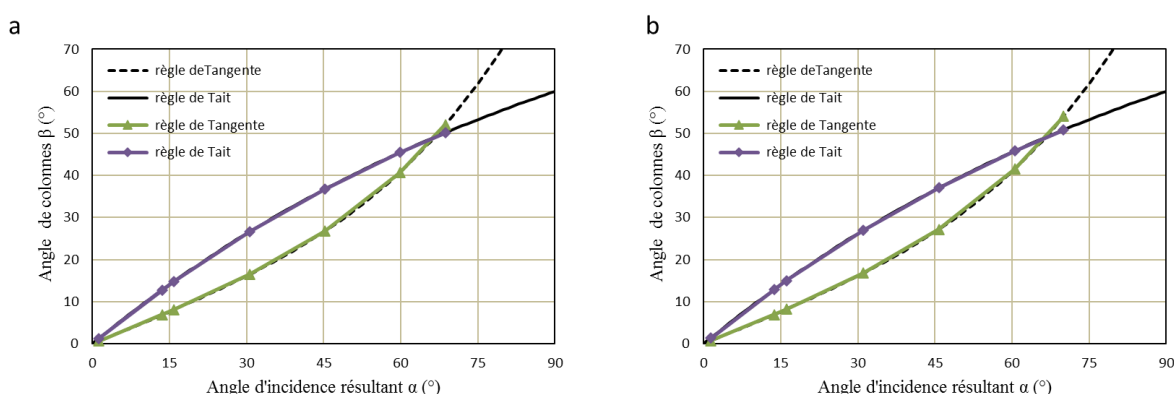 a
70
60
50
40
30
20
10
0
Angle de colonnes β (°)
règle deTangente
règle de Tait
règle de Tangente
règle de Tait
0 15 30 45 60 75 90
Angle d'incidence résultant α (°)
b
70
60
50
40
30
20
10
0
Angle de colonnes β (°)
règle deTangente
règle de Tait
règle de Tangente
règle de Tait
0 15 30 45 60 75 90
Angle d'incidence résultant α (°)